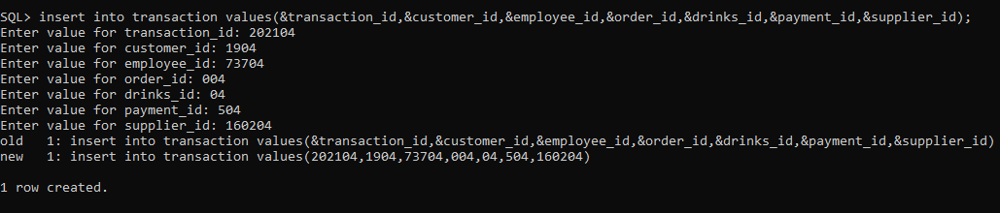 SQL> insert into transaction values(&transaction_id,&customer_id,&employee_id,&order_id,&drinks_id,&payment_id,&supplier_id);
Enter value for transaction_id: 202104
Enter value for customer_id: 1904
Enter value for employee_id: 73704
Enter value for order_id: 004
Enter value for drinks_id: 04
Enter value for payment_id: 504
Enter value for supplier_id: 160204
old   1: insert into transaction values(&transaction_id,&customer_id,&employee_id,&order_id,&drinks_id,&payment_id,&supplier_id)
new   1: insert into transaction values(202104,1904,73704,004,04,504,160204)
1 row created.